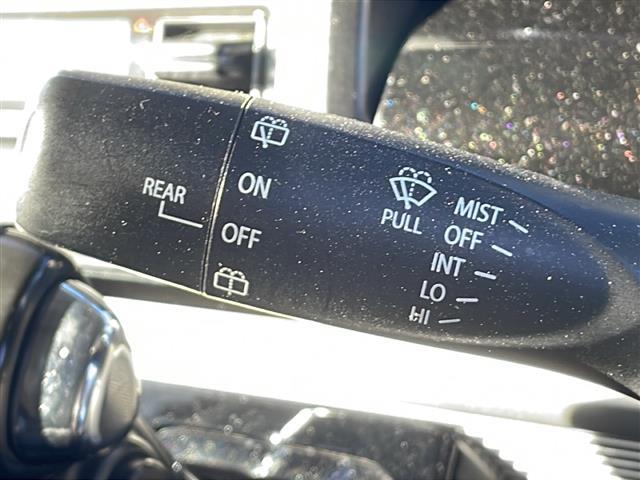 REAR
ON
OFF
PULL
MIST
OFF
INT
LO
HI